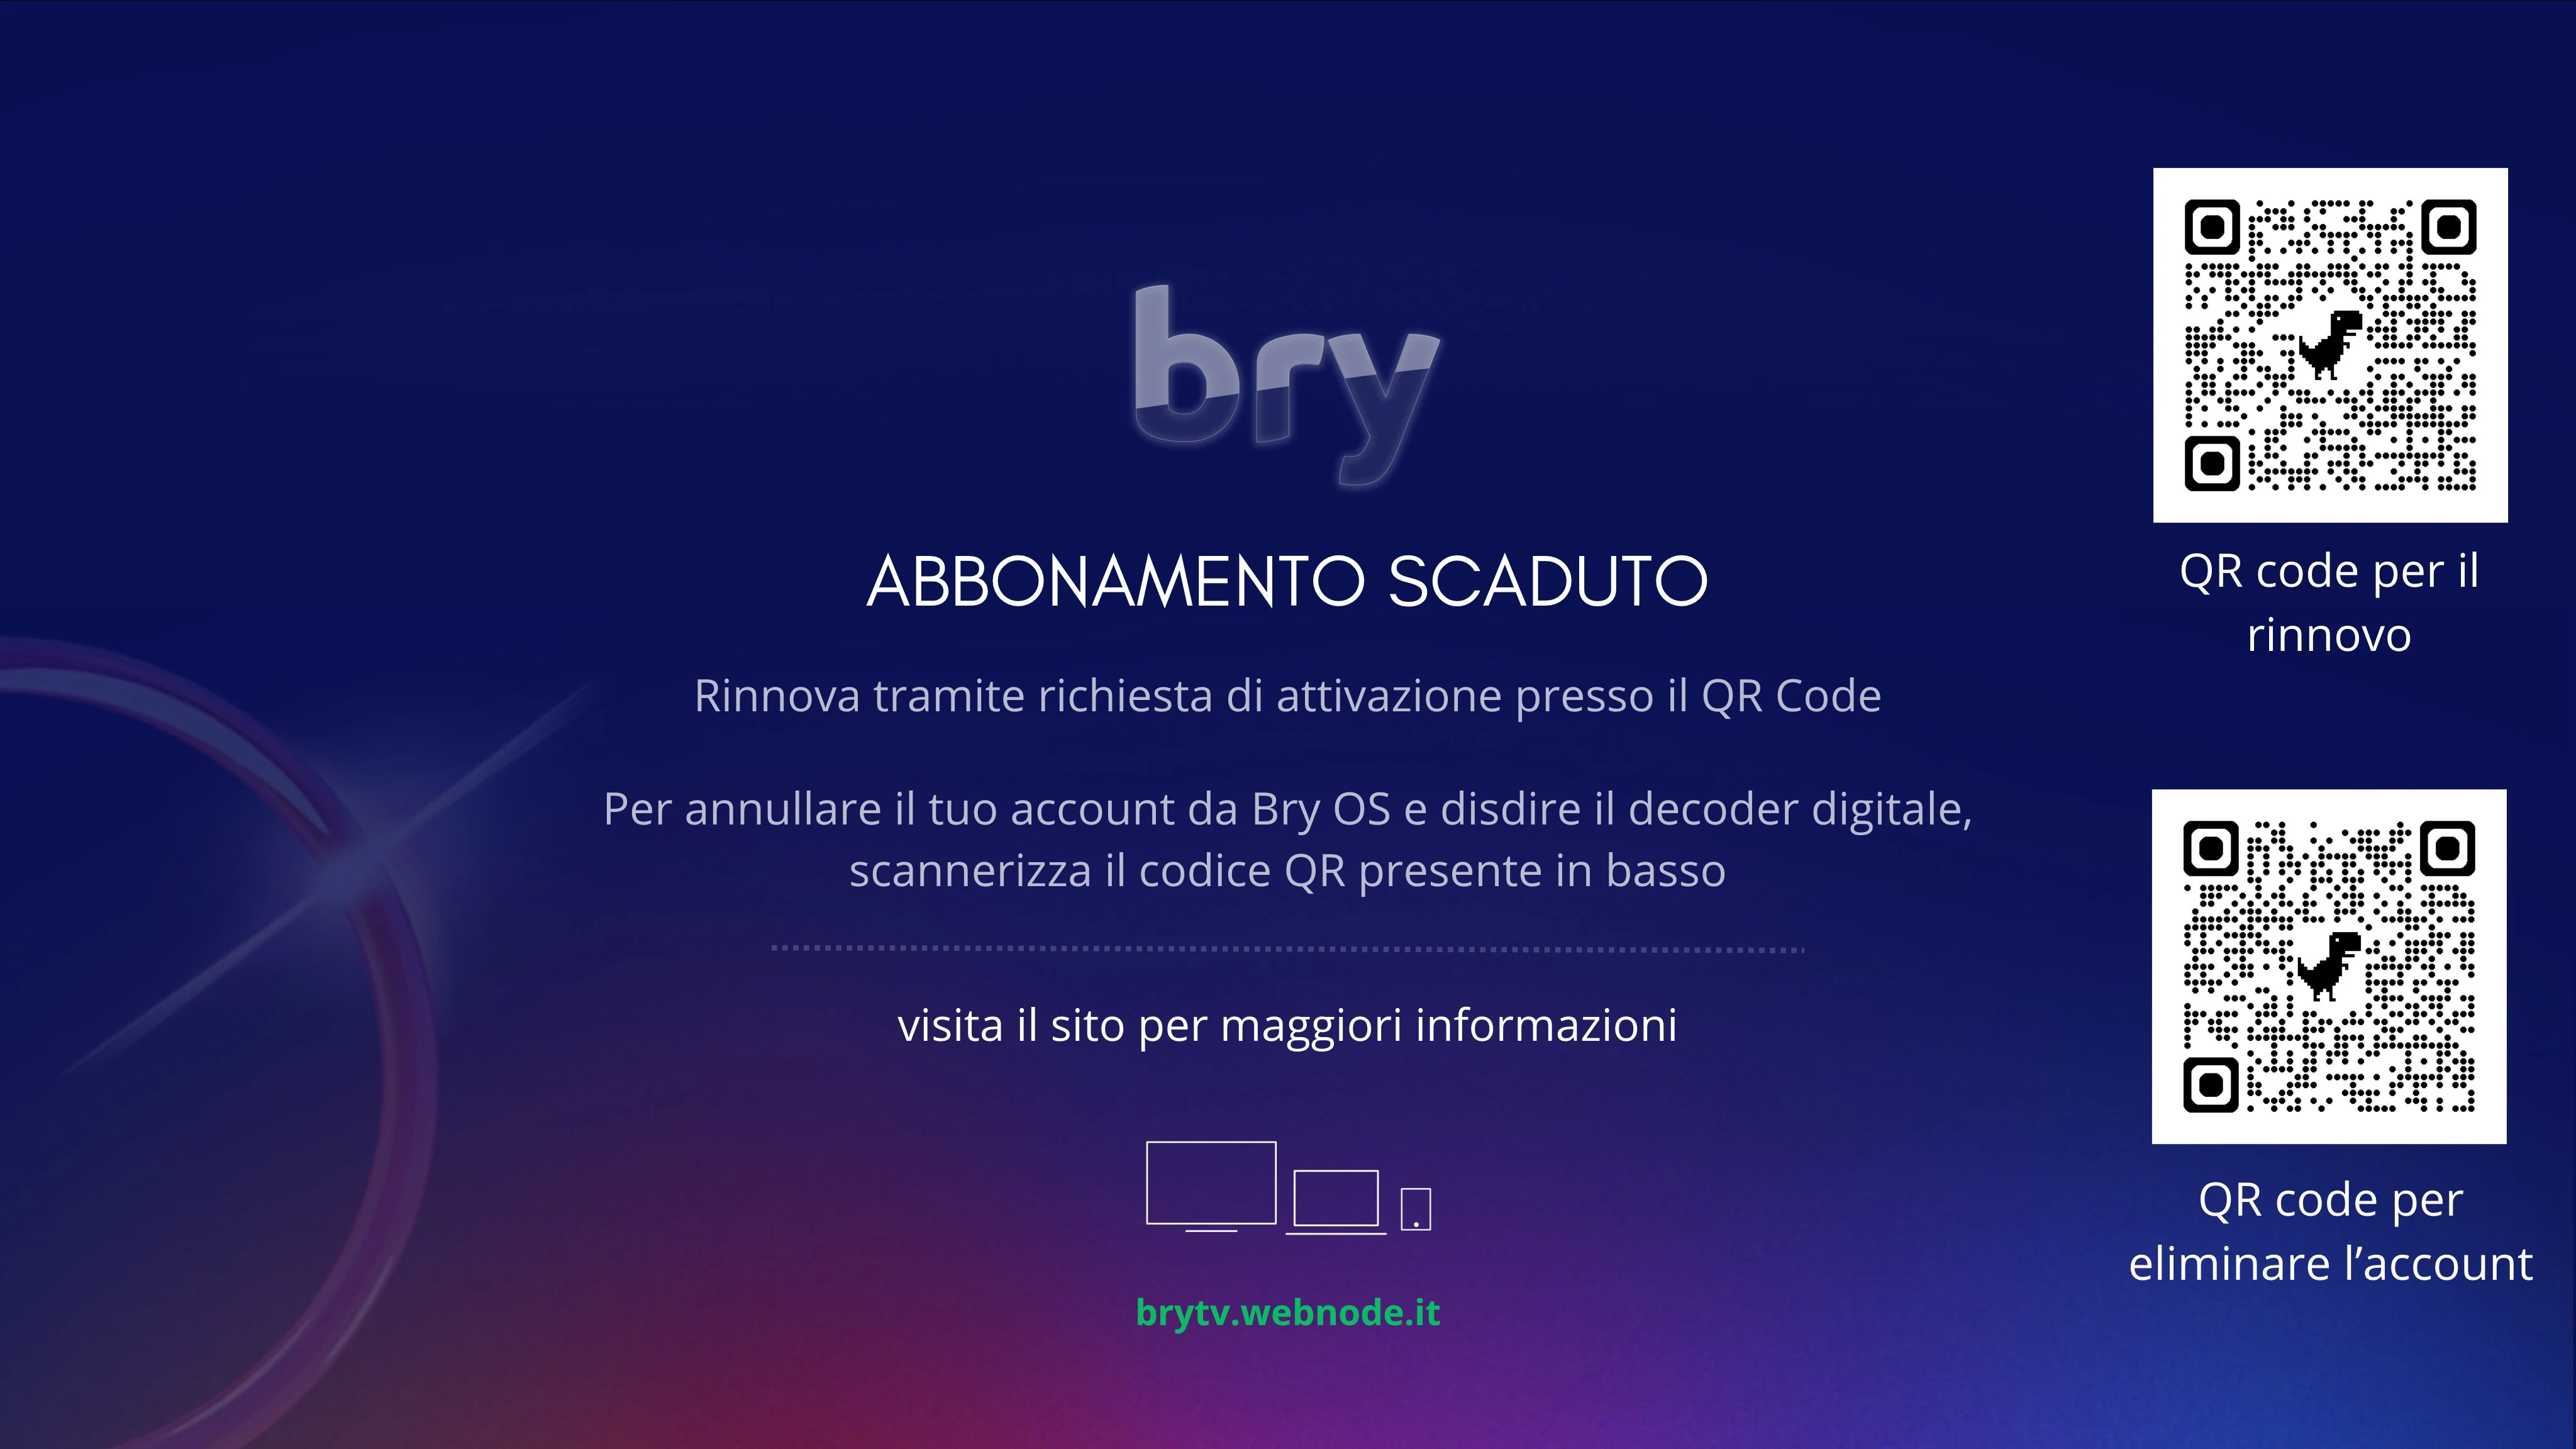 bry
ABBONAMENTO SCADUTO
Rinnova tramite richiesta di attivazione presso il QR Code
Per annullare il tuo account da Bry OS e disdire il decoder digitale,
scannerizza il codice QR presente in basso
visita il sito per maggiori informazioni
brytv.webnode.it
QR code per il
rinnovo
QR code per
eliminare l’account